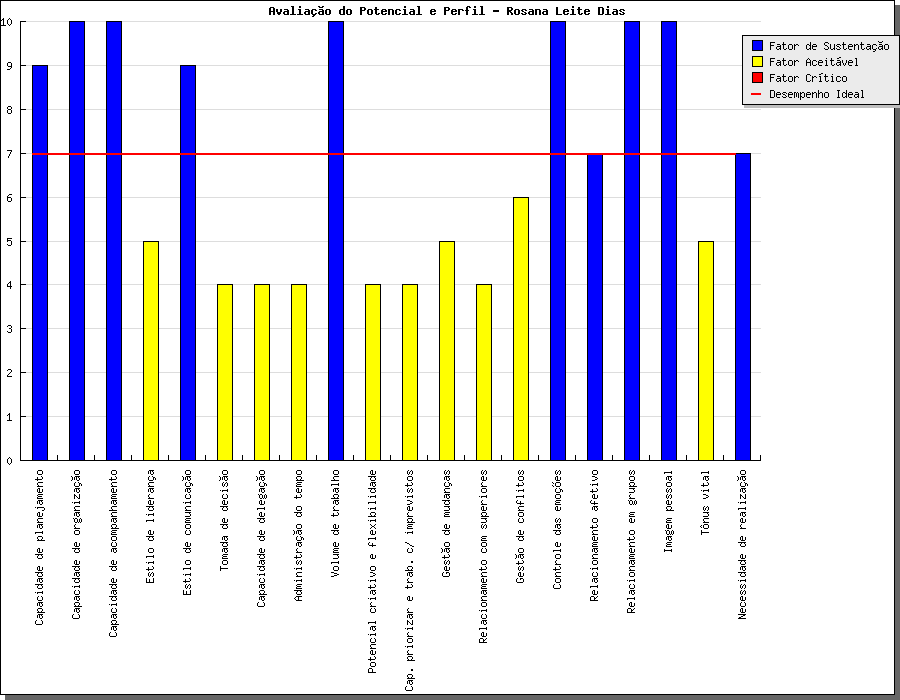 Avaliação do Potencial e Perfil - Rosana Leite Dias
Fator de Sustentação
Fator Aceitável
Fator Crítico
Desempenho Ideal
10
9
8
7
6
5
4
3
2
1
0
Capacidade de planejamento
Capacidade de organização
Capacidade de acompanhamento
Estilo de liderança
Estilo de comunicação
Tomada de decisão
Capacidade de delegação
Administração do tempo
Volume de trabalho
Potencial criativo e flexibilidade
Cap. priorizar e trab. c/ imprevistos
Gestão de mudanças
Relacionamento com superiores
Gestão de conflitos
Controle das emoções
Relacionamento afetivo
Relacionamento em grupos
Imagem pessoal
Tônus vital
Necessidade de realização